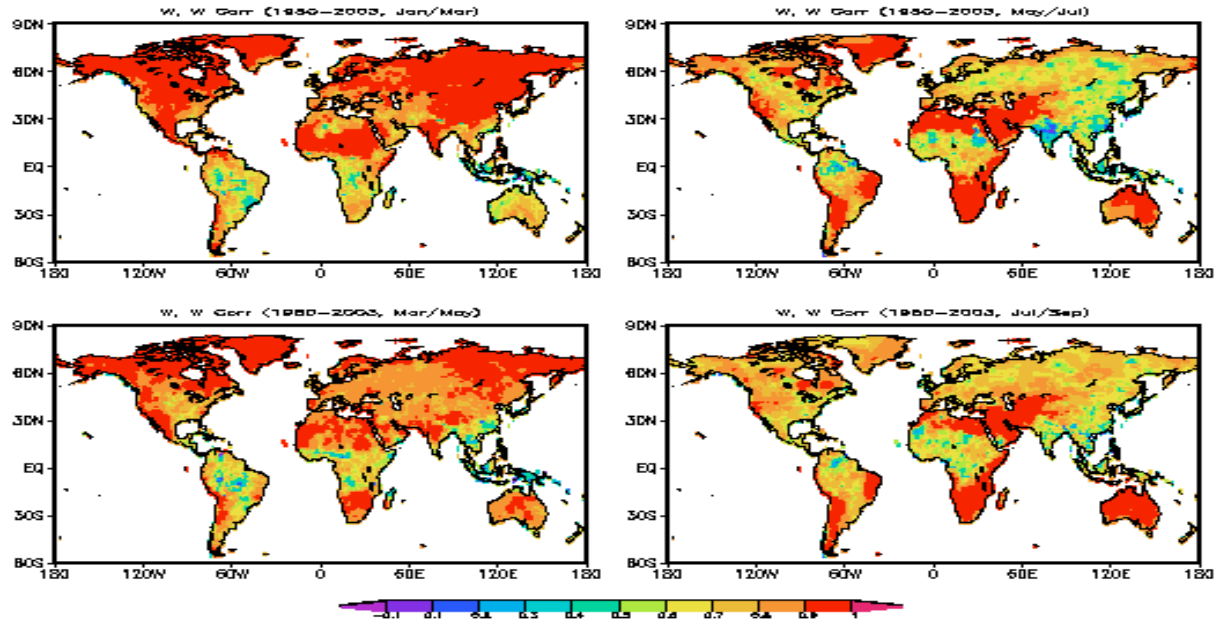 W, W Corr (1950-2003, Jan/Mar)
W, W Corr (1950-2003, May/Jul)
90N
60N
30N
EQ
30S
60S
180 120W 60W 0 60E 120E 180
90N
60N
30N
EQ
30S
60S
180 120W 60W 0 60E 120E 180
W, W Corr (1950-2003, Mar/May)
W, W Corr (1950-2003, Jul/Sep)
90N
60N
30N
EQ
30S
60S
180 120W 60W 0 60E 120E 180
90N
60N
30N
EQ
30S
60S
180 120W 60W 0 60E 120E 180
-0.1 0.1 0.2 0.3 0.4 0.5 0.6 0.7 0.8 0.9 1